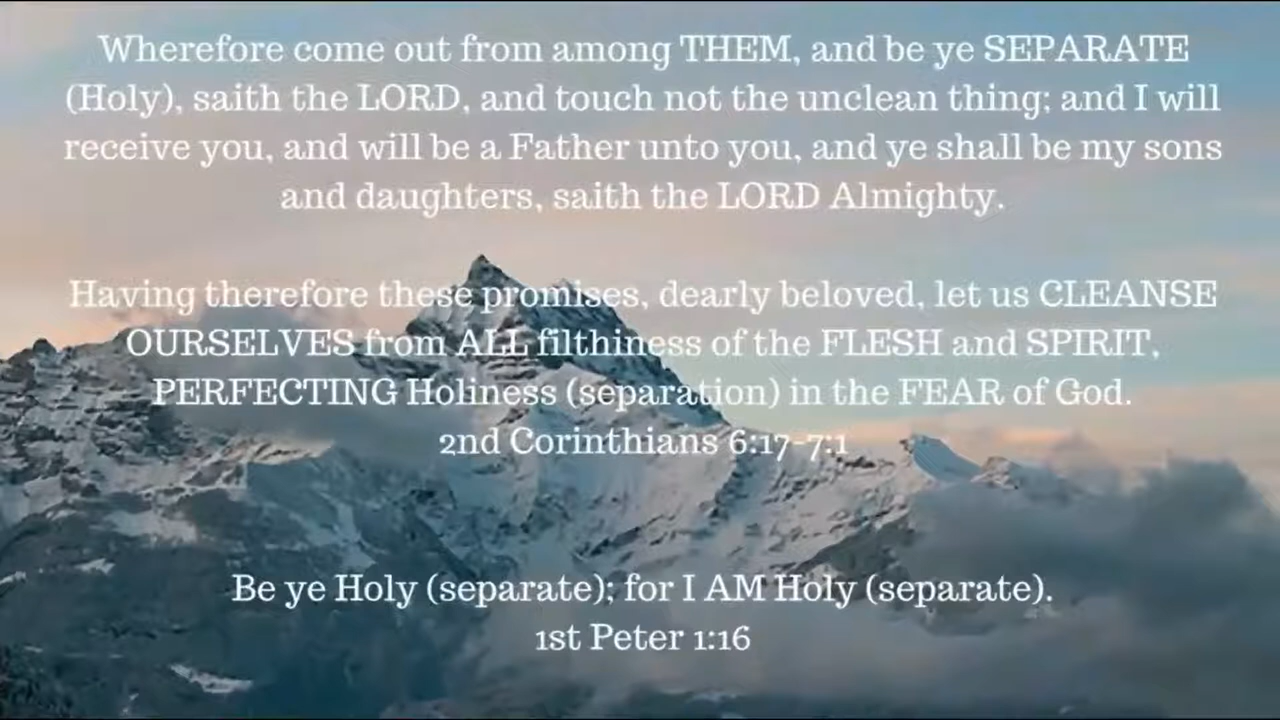 Wherefore come out from among THEM, and be ye SEPARATE
(Holy), saith the LORD, and touch not the unclean thing; and I will
receive you, and will be a Father unto you, and ye shall be my sons
and daughters, saith the LORD Almighty.
Having therefore these promises, dearly beloved, let us CLEANSE
OURSELVES from ALL filthiness of the FLESH and SPIRIT,
PERFECTING Holiness (separation) in the FEAR of God.
2nd Corinthians 6:17-7:1
Be ye Holy (separate); for I AM Holy (separate).
1st Peter 1:16